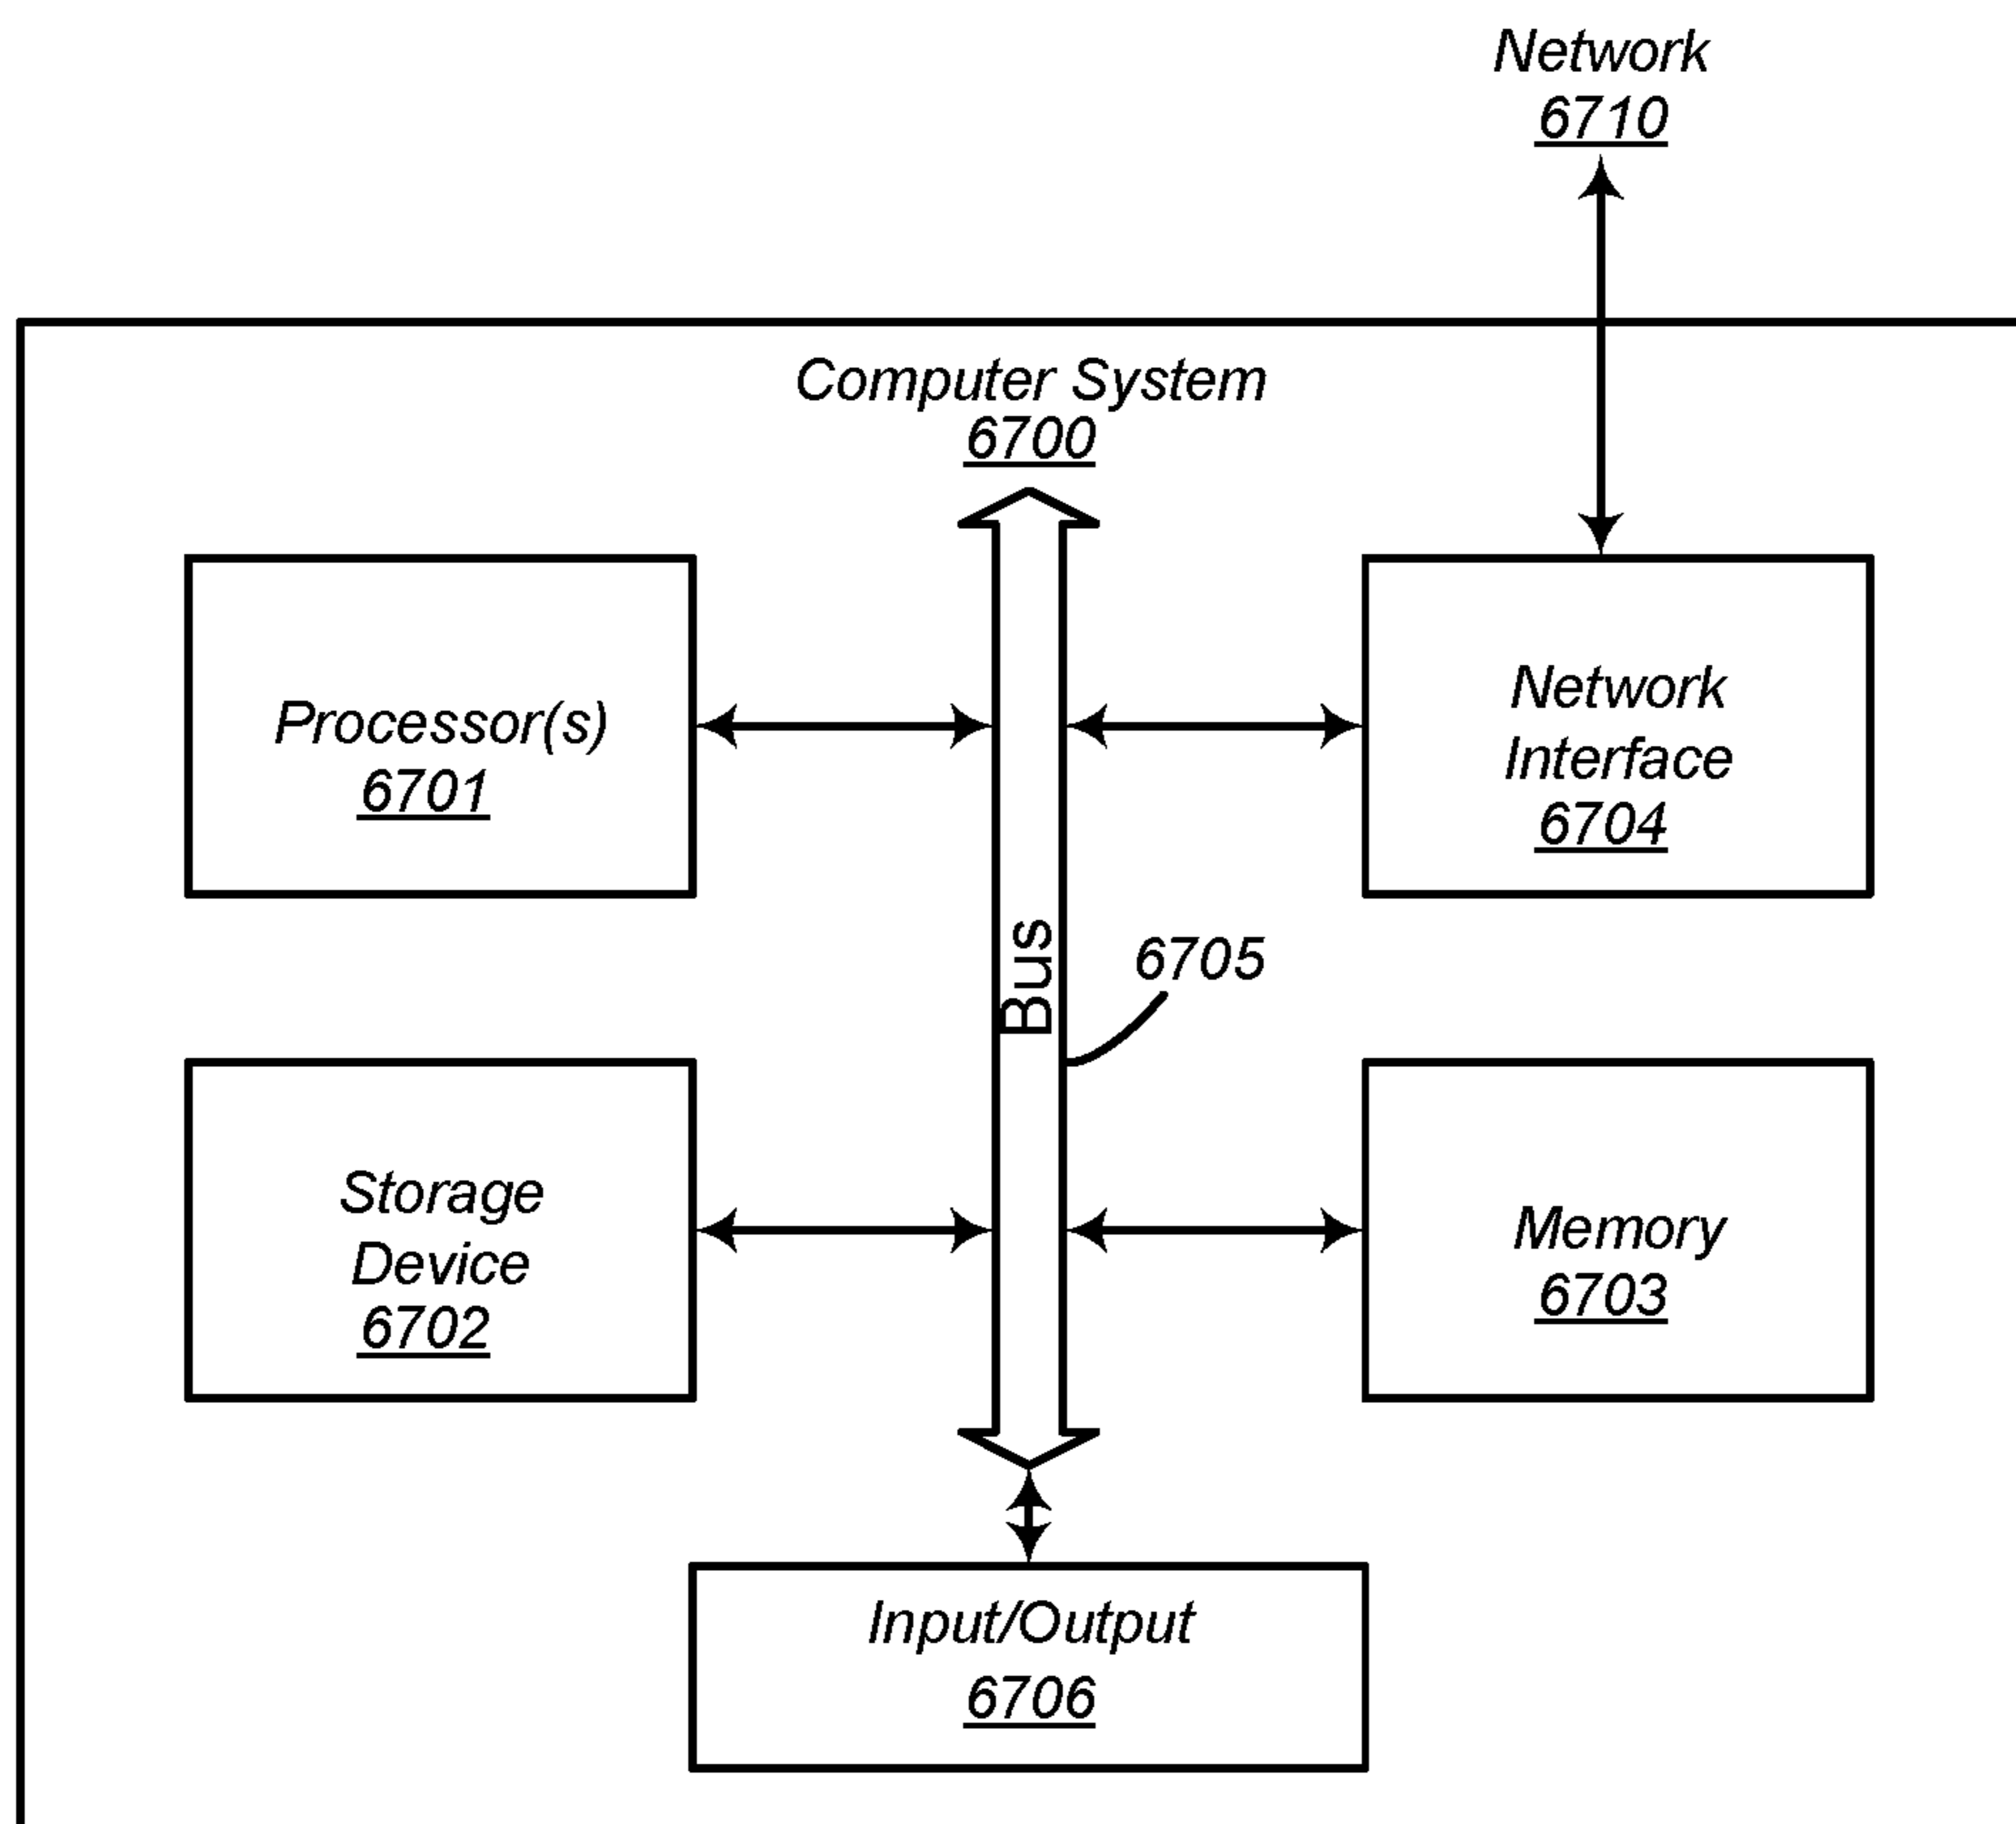 Network
6710
Computer System
6700
Processor(s)
6701
Network
Interface
6704
Bus
6705
Storage
Device
6702
Memory
6703
Input/Output
6706